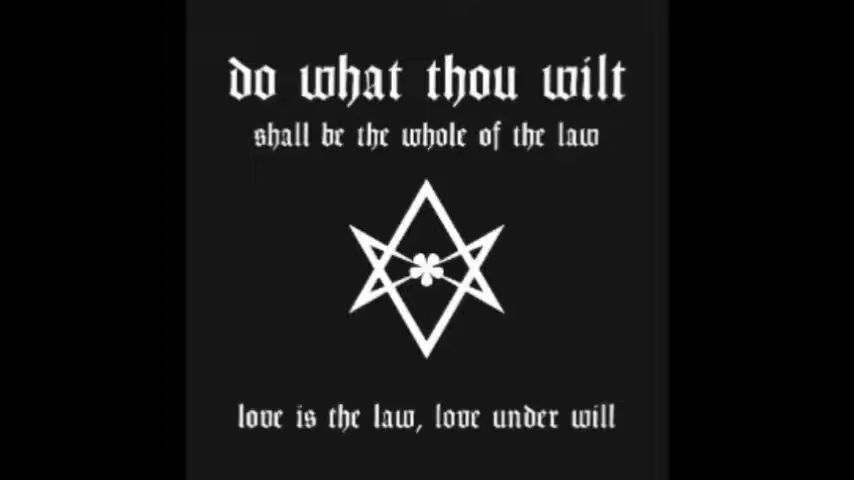 do what thou wilt
shall be the whole of the law
love is the law, love under will